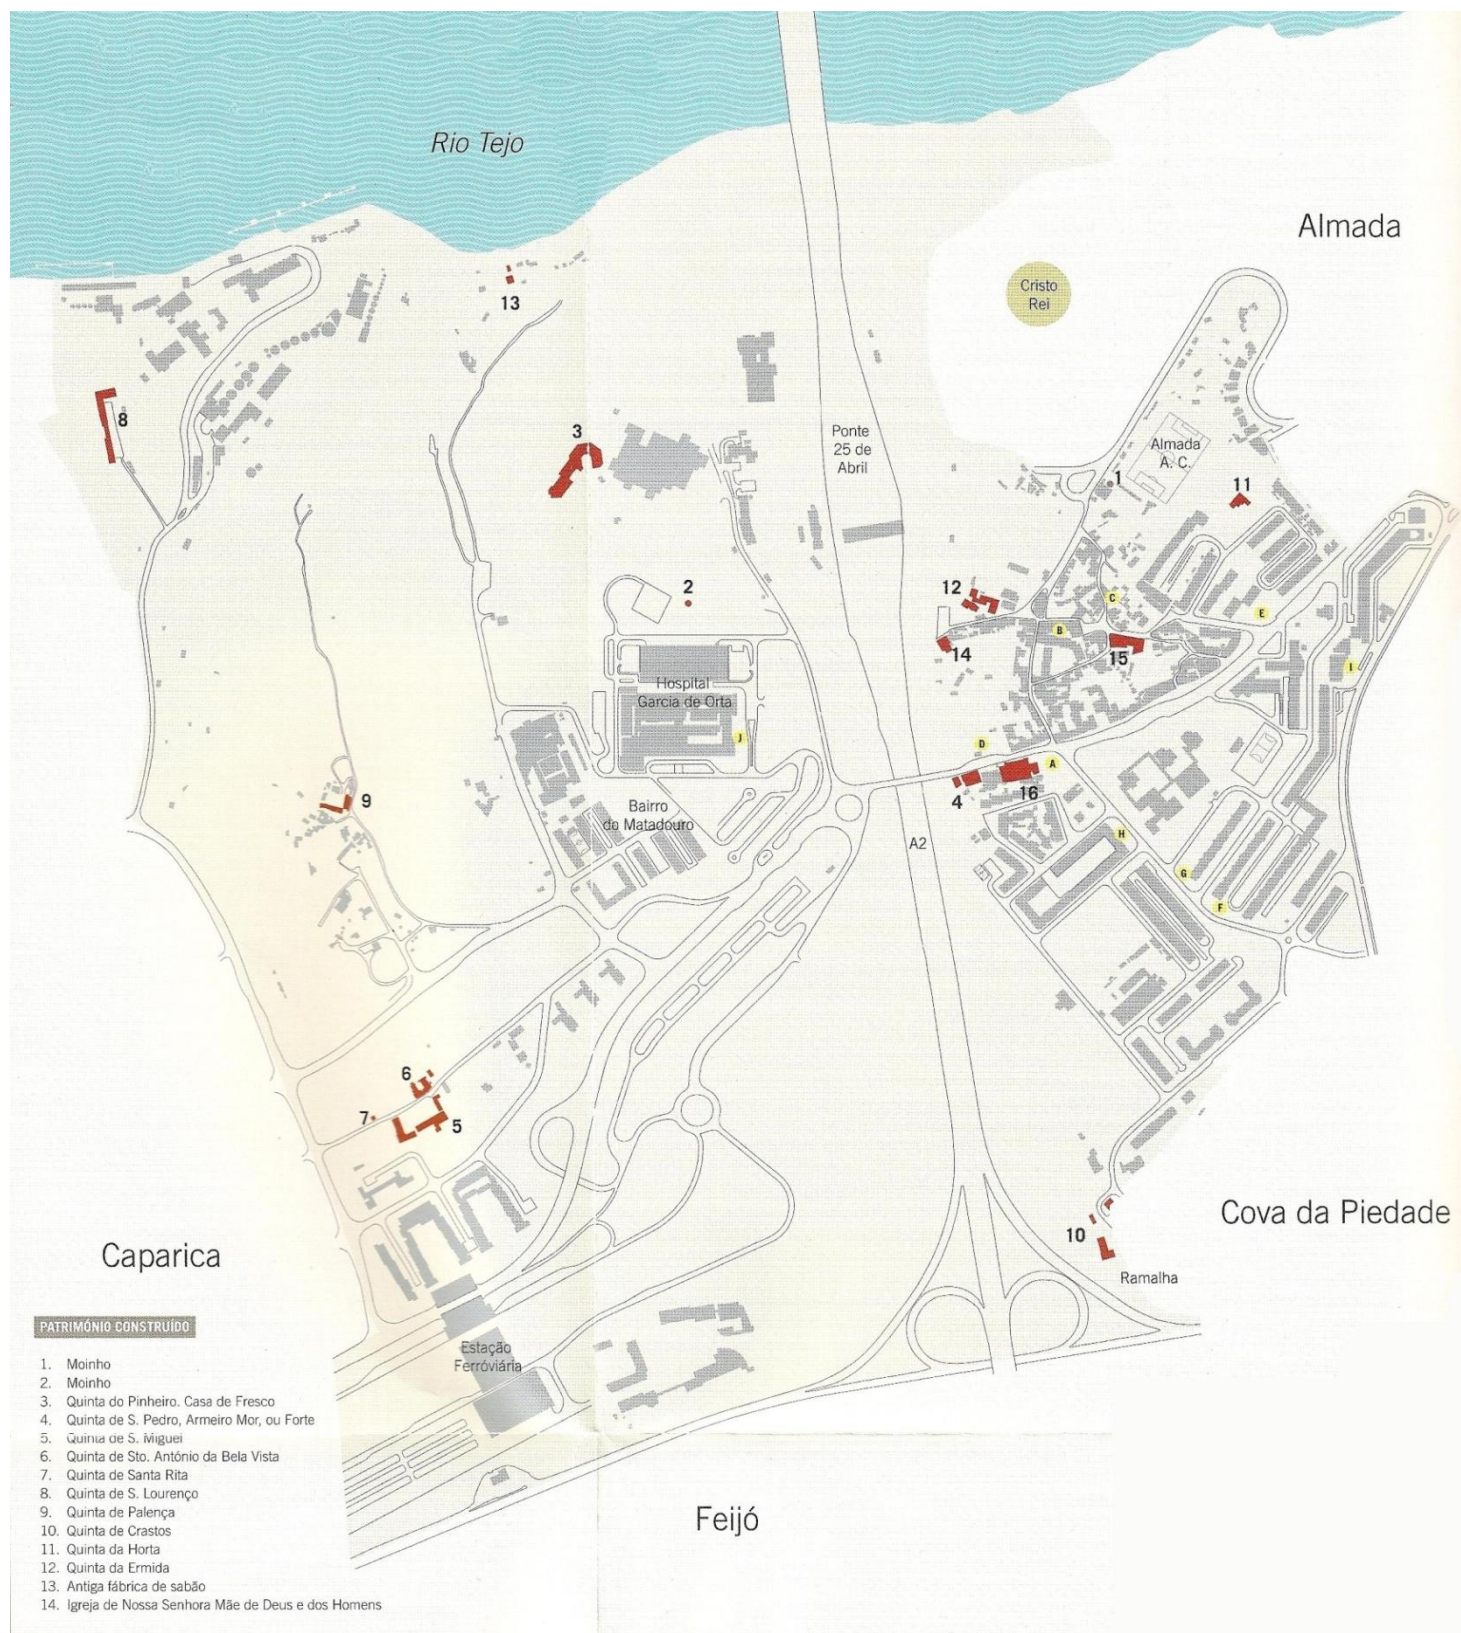 Rio Tejo
Almada
Cristo
Rei
13
8
3
Ponte
25 de
Abril
Almada
A. C.
1
11
2
12
C
E
B
14
15
I
Hospital
Garcia de Orta
J
D
A
4
16
9
Bairro
do Matadouro
H
A2
G
F
6
7
5
Cova da Piedade
10
Caparica
Ramalha
PATRIMÓNIO CONSTRUÍDO
Estação
Ferróviária
1. Moinho
2. Moinho
3. Quinta do Pinheiro. Casa de Fresco
4. Quinta de S. Pedro, Armeiro Mor, ou Forte
5. Quinta de S. Miguel
6. Quinta de Sto. António da Bela Vista
7. Quinta de Santa Rita
8. Quinta de S. Lourenço
9. Quinta de Palença
10. Quinta de Crastos
11. Quinta da Horta
12. Quinta da Ermida
13. Antiga fábrica de sabão
14. Igreja de Nossa Senhora Mãe de Deus e dos Homens
Feijó